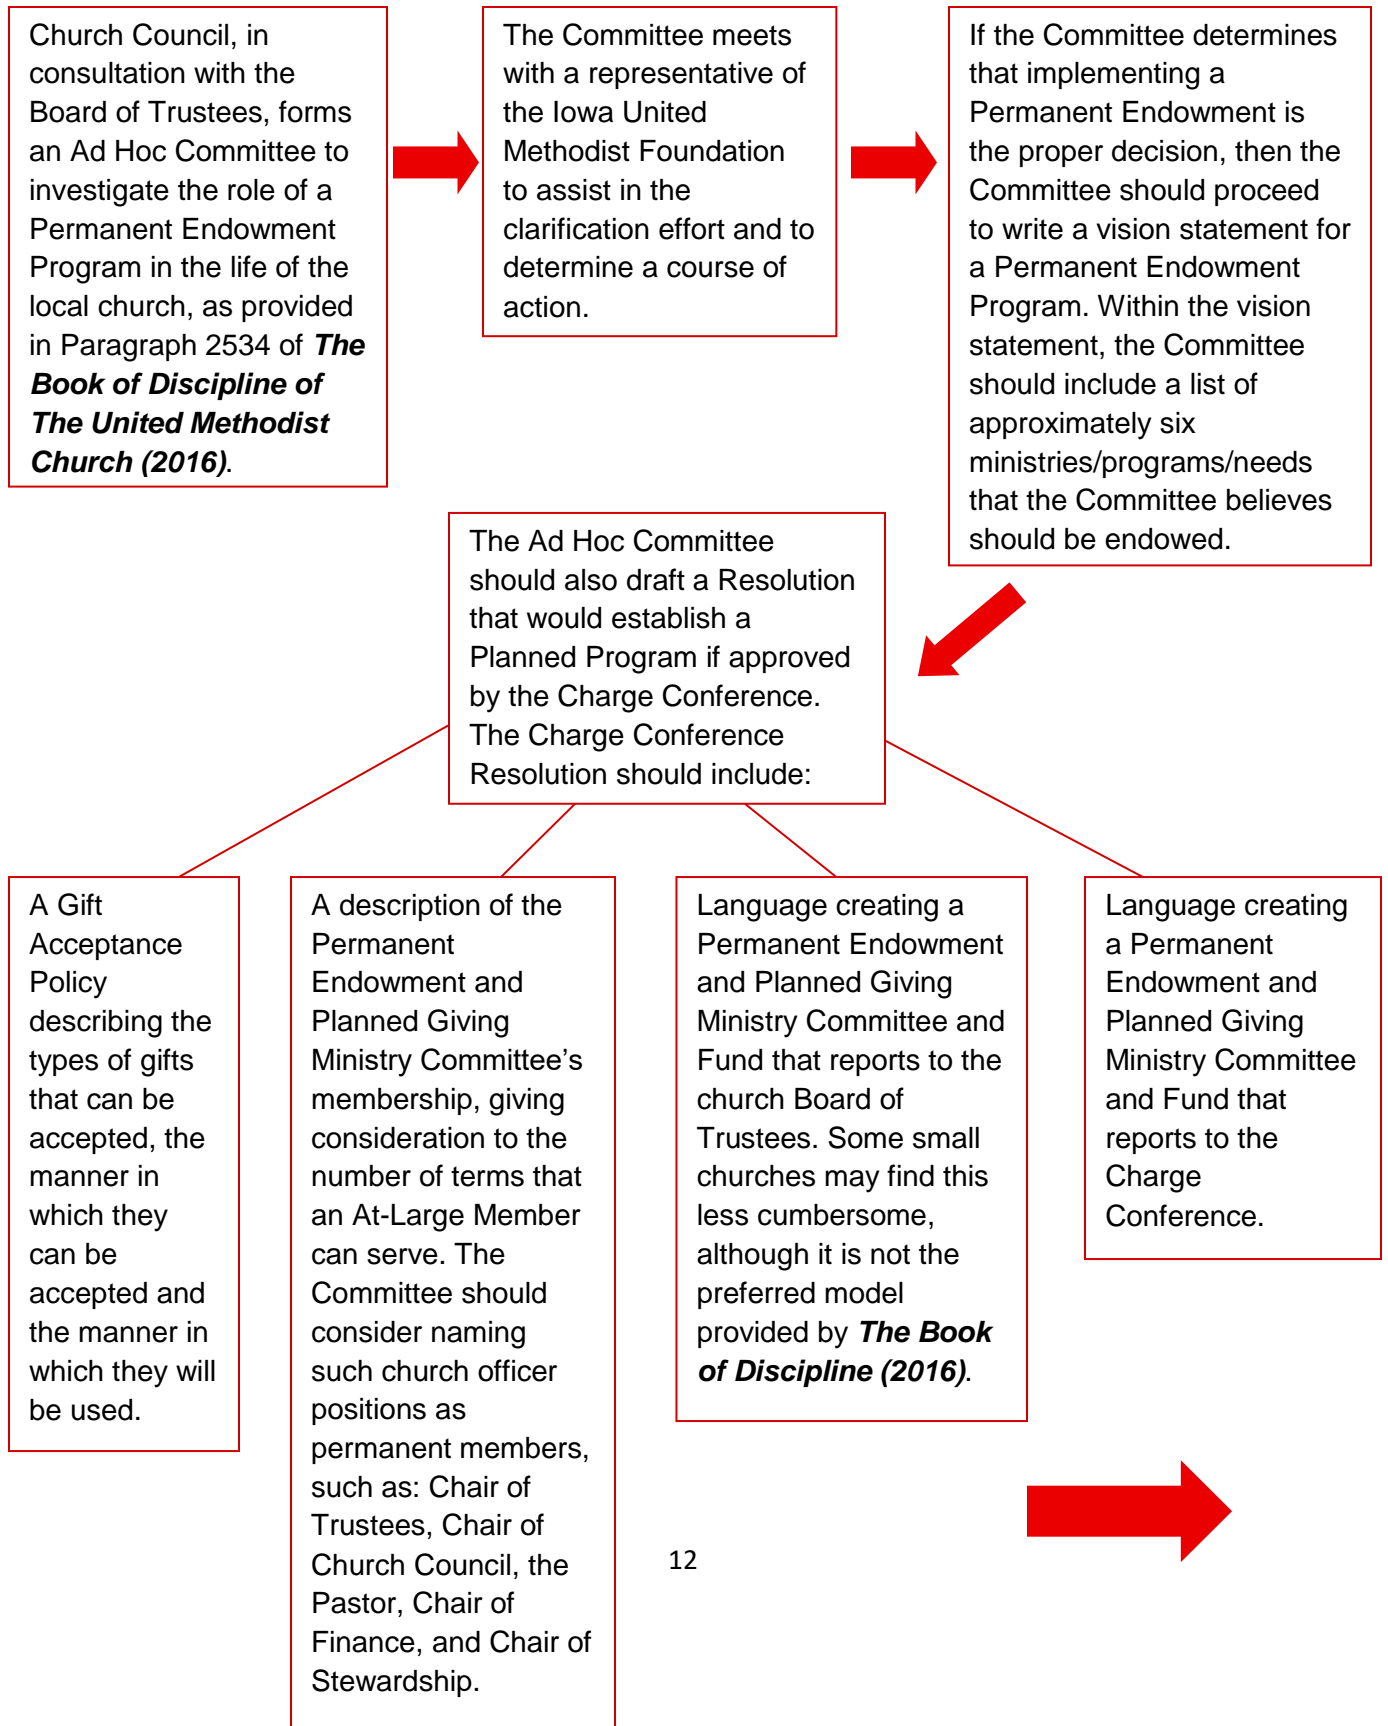 Church Council, in
consultation with the
Board of Trustees, forms
an Ad Hoc Committee to
investigate the role of a
Permanent Endowment
Program in the life of the
local church, as provided
in Paragraph 2534 of The
Book of Discipline of
The United Methodist
Church (2016).
The Committee meets
with a representative of
the Iowa United
Methodist Foundation
to assist in the
clarification effort and to
determine a course of
action.
If the Committee determines
that implementing a
Permanent Endowment is
the proper decision, then the
Committee should proceed
to write a vision statement for
a Permanent Endowment
Program. Within the vision
statement, the Committee
should include a list of
approximately six
ministries/programs/needs
that the Committee believes
should be endowed.
The Ad Hoc Committee
should also draft a Resolution
that would establish a
Planned Program if approved
by the Charge Conference.
The Charge Conference
Resolution should include:
A Gift
Acceptance
Policy
describing the
types of gifts
that can be
accepted, the
manner in
which they
can be
accepted and
the manner in
which they will
be used.
A description of the
Permanent
Endowment and
Planned Giving
Ministry Committee’s
membership, giving
consideration to the
number of terms that
an At-Large Member
can serve. The
Committee should
consider naming
such church officer
positions as
permanent members,
such as: Chair of
Trustees, Chair of
Church Council, the
Pastor, Chair of
Finance, and Chair of
Stewardship.
Language creating a
Permanent Endowment
and Planned Giving
Ministry Committee and
Fund that reports to the
church Board of
Trustees. Some small
churches may find this
less cumbersome,
although it is not the
preferred model
provided by The Book
of Discipline (2016).
Language creating
a Permanent
Endowment and
Planned Giving
Ministry Committee
and Fund that
reports to the
Charge
Conference.
12